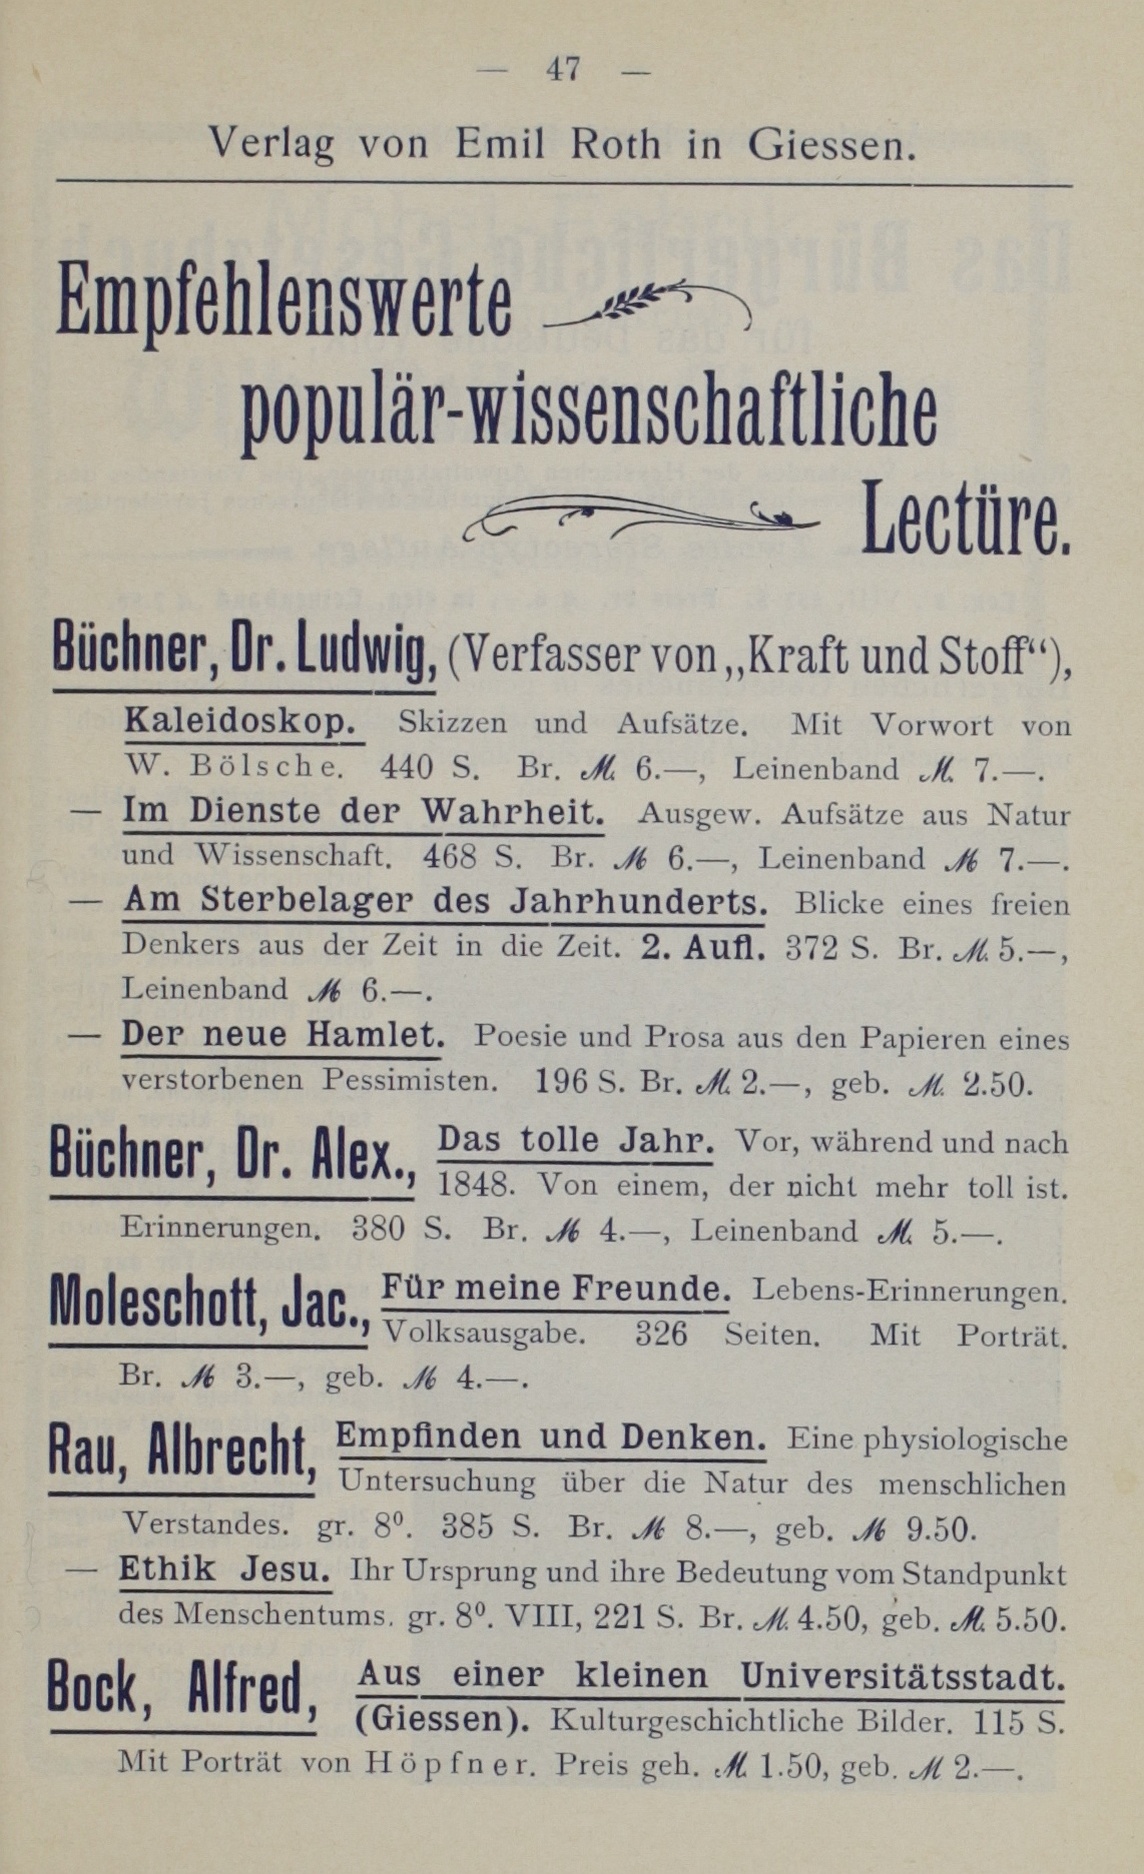 — 47 —
Verlag von Emil Roth in Giessen.
Empfehlenswerte
populär-wissenschaftliche
Lectüre.
Büchner, Dr. Ludwig, (Verfasser von „Kraft und Stoff“),
Kaleidoskop. Skizzen und Aufsätze. Mit Vorwort von
W. Bölsche. 440 S. Br. M. 6.—, Leinenband M. 7.—.
— Im Dienste der Wahrheit. Ausgew. Aufsätze aus Natur
und Wissenschaft. 468 S. Br. M 6.—, Leinenband M 7.—.
— Am Sterbelager des Jahrhunderts. Blicke eines freien
Denkers aus der Zeit in die Zeit. 2. Aufl. 372 S. Br. M. 5.—,
Leinenband M 6.—.
— Der neue Hamlet. Poesie und Prosa aus den Papieren eines
verstorbenen Pessimisten. 196 S. Br. M. 2.—, geb. M. 2.50.
Büchner, Dr. Alex., Das tolle Jahr. Vor, während und nach
1848. Von einem, der nicht mehr toll ist.
Erinnerungen. 380 S. Br. M 4.—, Leinenband M. 5.—.
Moleschott, Jac., Für meine Freunde. Lebens-Erinnerungen.
Volksausgabe. 326 Seiten. Mit Porträt.
Br. M 3.—, geb. M 4.—.
Rau, Albrecht, Empfinden und Denken. Eine physiologische
Untersuchung über die Natur des menschlichen
Verstandes. gr. 8⁰. 385 S. Br. M 8.—, geb. M 9.50.
— Ethik Jesu. Ihr Ursprung und ihre Bedeutung vom Standpunkt
des Menschentums. gr. 8⁰. VIII, 221 S. Br. M. 4.50, geb. M. 5.50.
Bock, Alfred, Aus einer kleinen Universitätsstadt.
(Giessen). Kulturgeschichtliche Bilder. 115 S.
Mit Porträt von Höpfner. Preis geh. M. 1.50, geb. M 2.—.